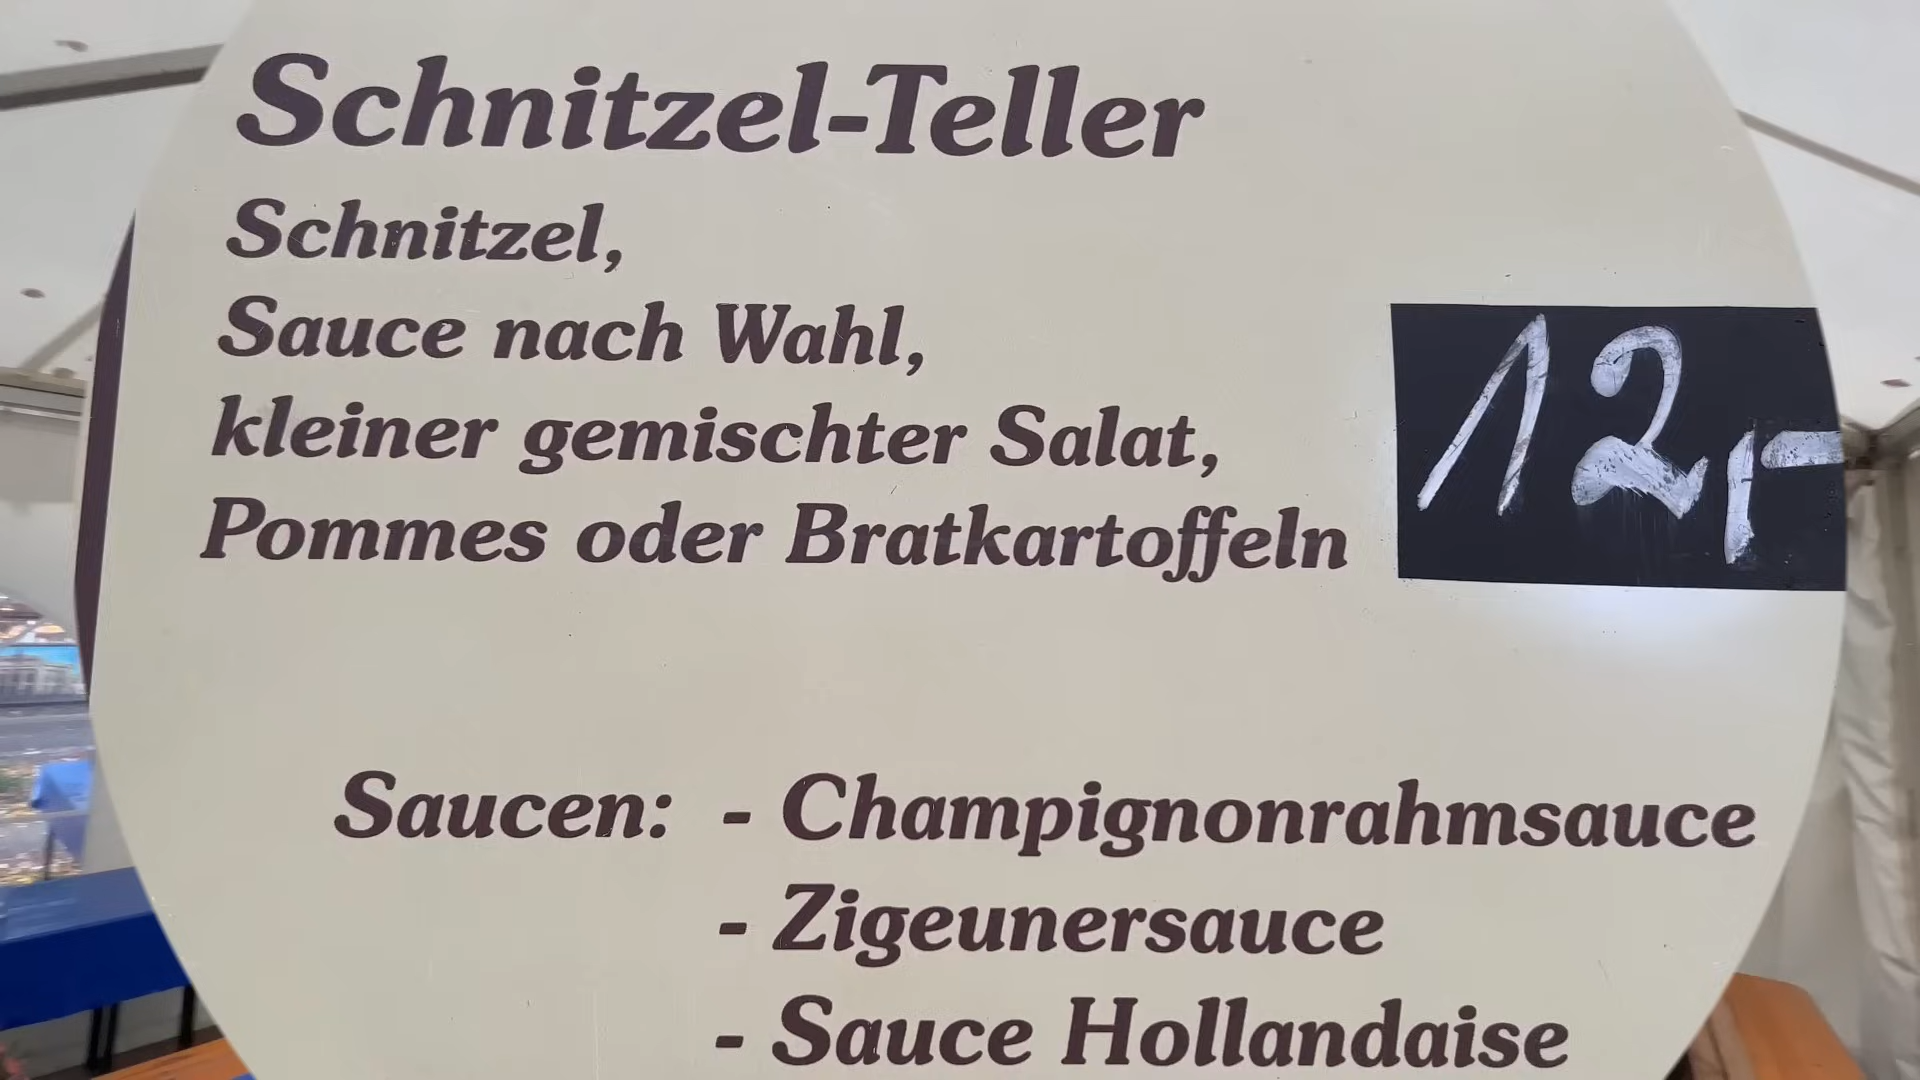 Schnitzel-Teller
Schnitzel,
Sauce nach Wahl,
kleiner gemischter Salat,
Pommes oder Bratkartoffeln
12,-
Saucen: - Champignonrahmsauce
- Zigeunersauce
- Sauce Hollandaise